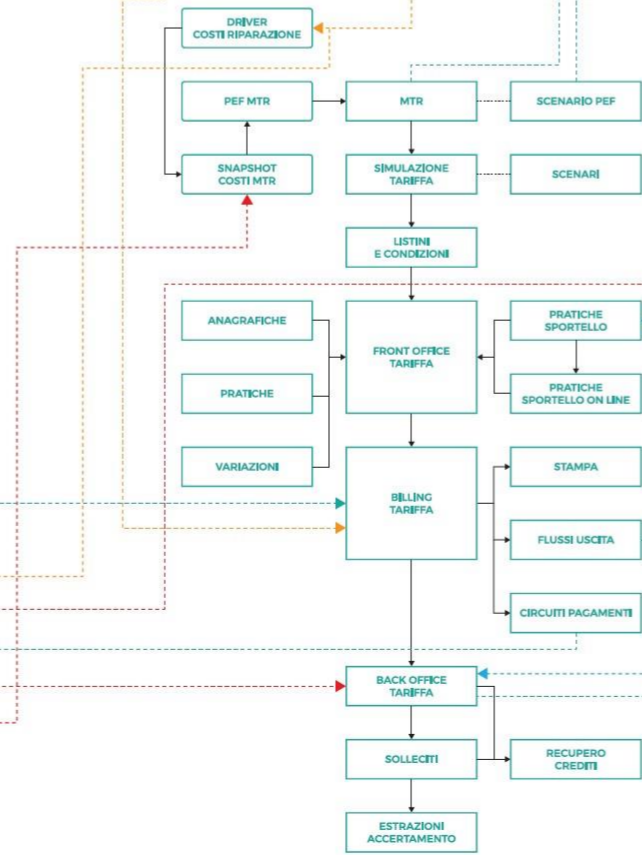 DRIVER
COSTI RIPARAZIONE
PEF MTR
MTR
SCENARIO PEF
SNAPSHOT
COSTI MTR
SIMULAZIONE
TARIFFA
SCENARI
LISTINI
E CONDIZIONI
ANAGRAFICHE
FRONT OFFICE
TARIFFA
PRATICHE
SPORTELLO
PRATICHE
PRATICHE
SPORTELLO ON LINE
VARIAZIONI
BILLING
TARIFFA
STAMPA
FLUSSI USCITA
CIRCUITI PAGAMENTI
BACK OFFICE
TARIFFA
SOLLECITI
RECUPERO
CREDITI
ESTRAZIONI
ACCERTAMENTO